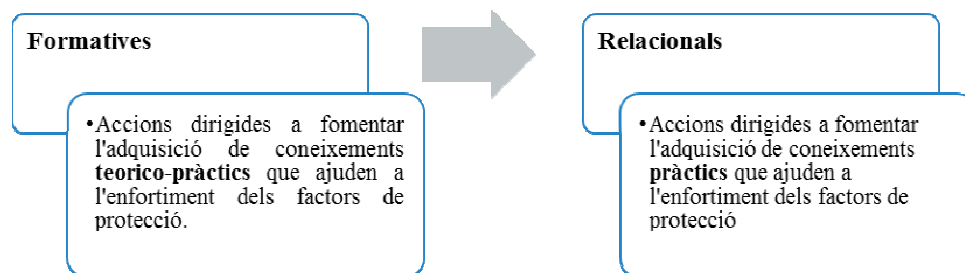 Formatives
•Accions dirigides a fomentar
l'adquisició de coneixements
teorico-pràctics que ajuden a
l'enfortiment dels factors de
protecció.
Relacionals
•Accions dirigides a fomentar
l'adquisició de coneixements
pràctics que ajuden a
l'enfortiment dels factors de
protecció